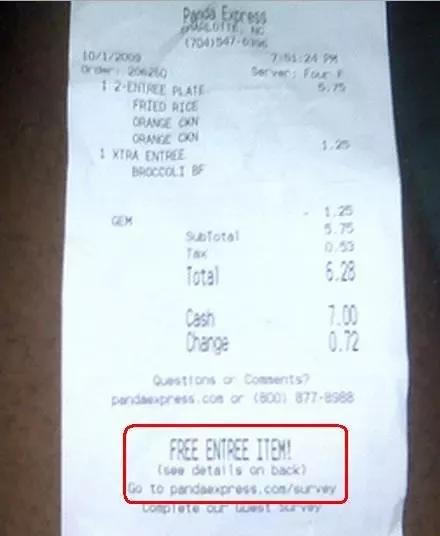 Panda Express
CHARLOTTE, NC
(704)547-6996
10/1/2009 7:51:24 PM
Order: 206250 Server: Four F
1 2-ENTREE PLATE 5.75
FRIED RICE
ORANGE CKN
ORANGE CKN
1 XTRA ENTREE 1.25
BROCCOLI BF
GEM - 1.25
SubTotal 5.75
Tax 0.53
Total 6.28
Cash 7.00
Change 0.72
Questions or Comments?
pandaexpress.com or (800) 877-8988
FREE ENTREE ITEM!
(see details on back)
Go to pandaexpress.com/survey
Complete our Guest Survey